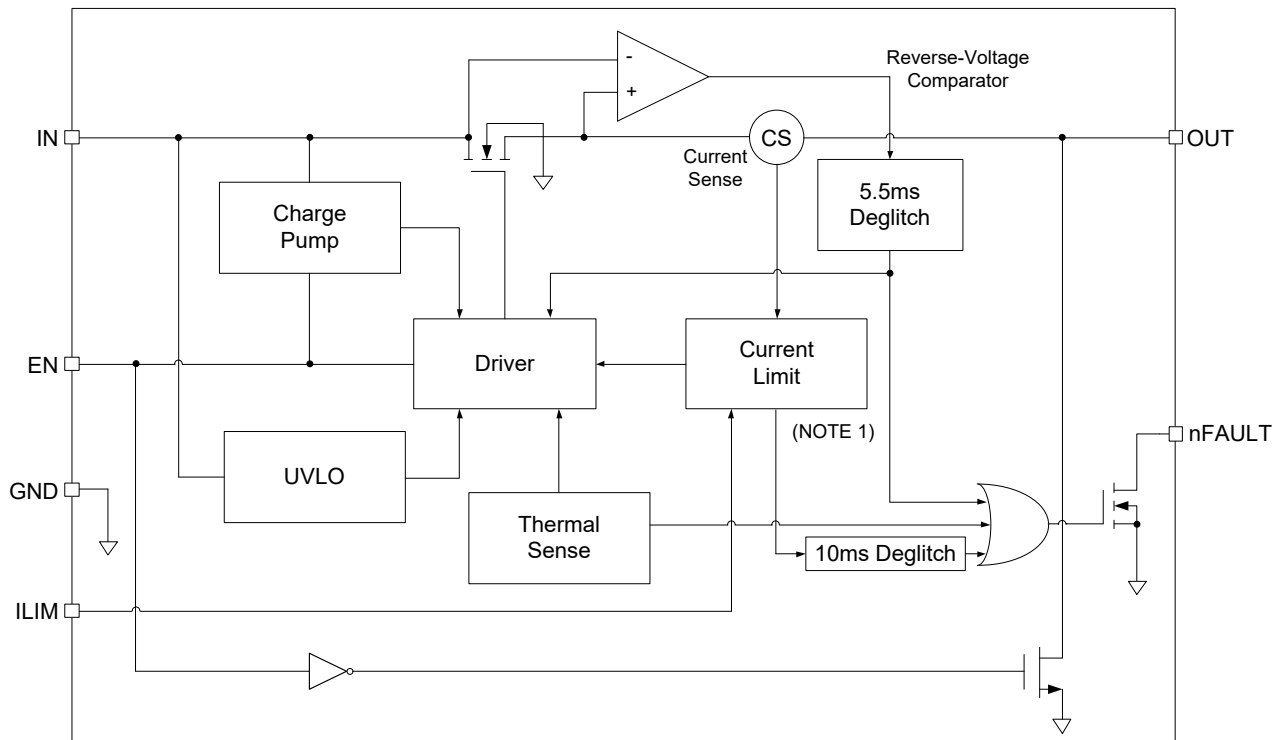 Reverse-Voltage
Comparator
-
+
IN
CS
OUT
Current
Sense
5.5ms
Deglitch
Charge
Pump
EN
Driver
Current
Limit
(NOTE 1)
nFAULT
UVLO
GND
Thermal
Sense
10ms Deglitch
ILIM